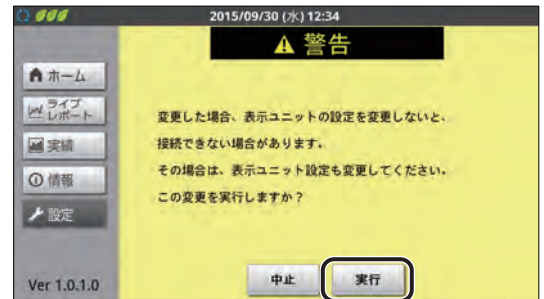 2015/09/30 (水) 12:34
警告
ホーム
ライブ
レポート
実績
情報
設定
変更した場合、表示ユニットの設定を変更しないと、
接続できない場合があります。
その場合は、表示ユニット設定も変更してください。
この変更を実行しますか？
中止
実行
Ver 1.0.1.0